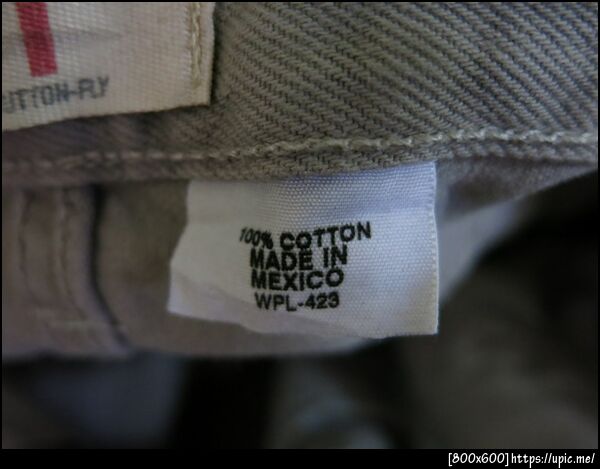 UTTON-FLY
100% COTTON
MADE IN
MEXICO
WPL-423
[800x600]https://upic.me/